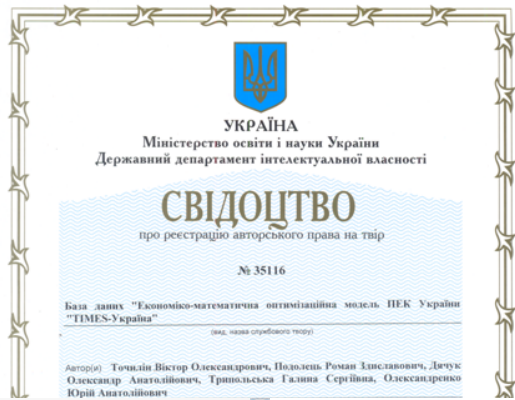 УКРАЇНА
Міністерство освіти і науки України
Державний департамент інтелектуальної власності
СВІДОЦТВО
про реєстрацію авторського права на твір
№ 35116
База даних "Економіко-математична оптимізаційна модель ПЕК України
"TIMES-Україна"
(вид, назва службового твору)
Автор(и) Точилін Віктор Олександрович, Подолець Роман Здиславович, Дячук
Олександр Анатолійович, Трипольська Галина Сергіївна, Олександренко
Юрій Анатолійович